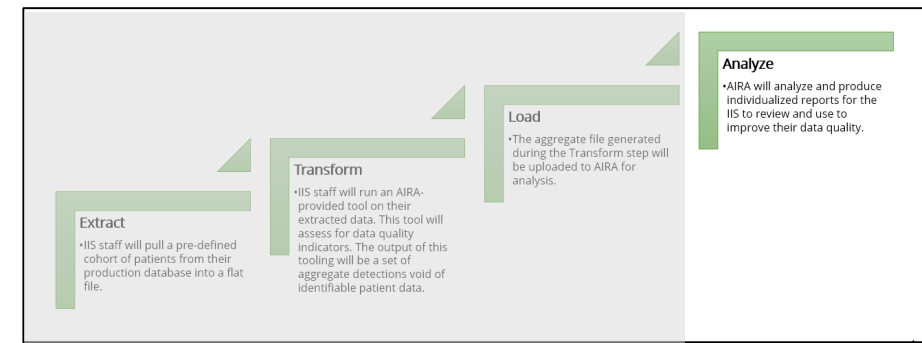 Extract
•IIS staff will pull a pre-defined
cohort of patients from their
production database into a flat
file.
Transform
•IIS staff will run an AIRA-
provided tool on their
extracted data. This tool will
assess for data quality
indicators. The output of this
tooling will be a set of
aggregate detections void of
identifiable patient data.
Load
•The aggregate file generated
during the Transform step will
be uploaded to AIRA for
analysis.
Analyze
•AIRA will analyze and produce
individualized reports for the
IIS to review and use to
improve their data quality.